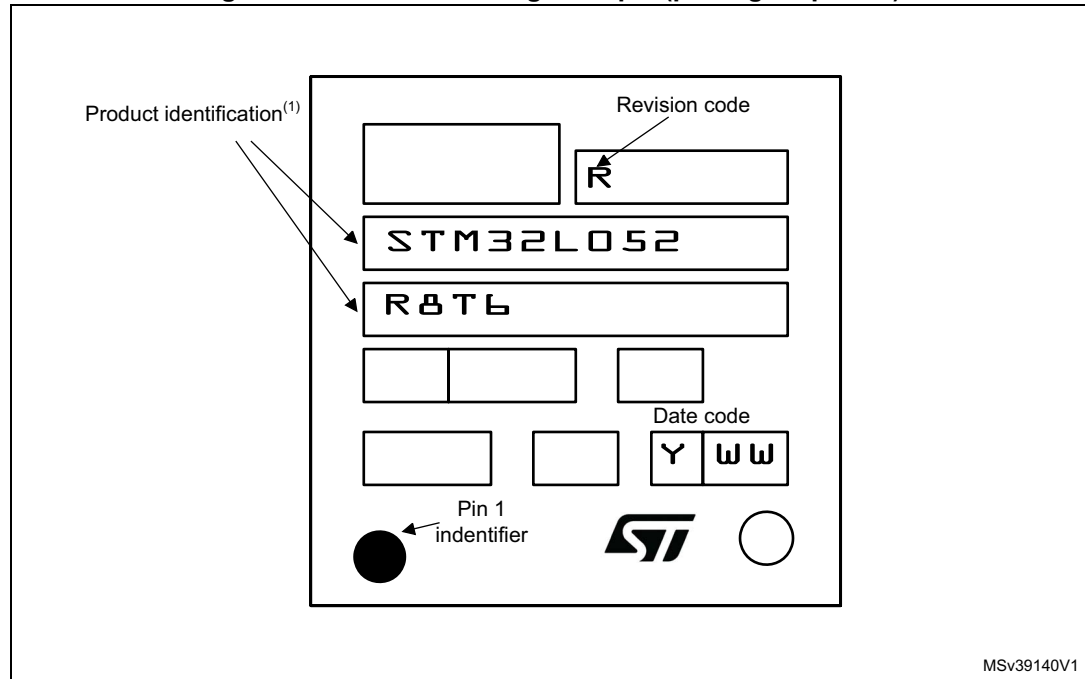 Product identification(1)
Revision code
R
STM32L052
R8T6
Date code
Y WW
Pin 1
indentifier
ST
MSv39140V1